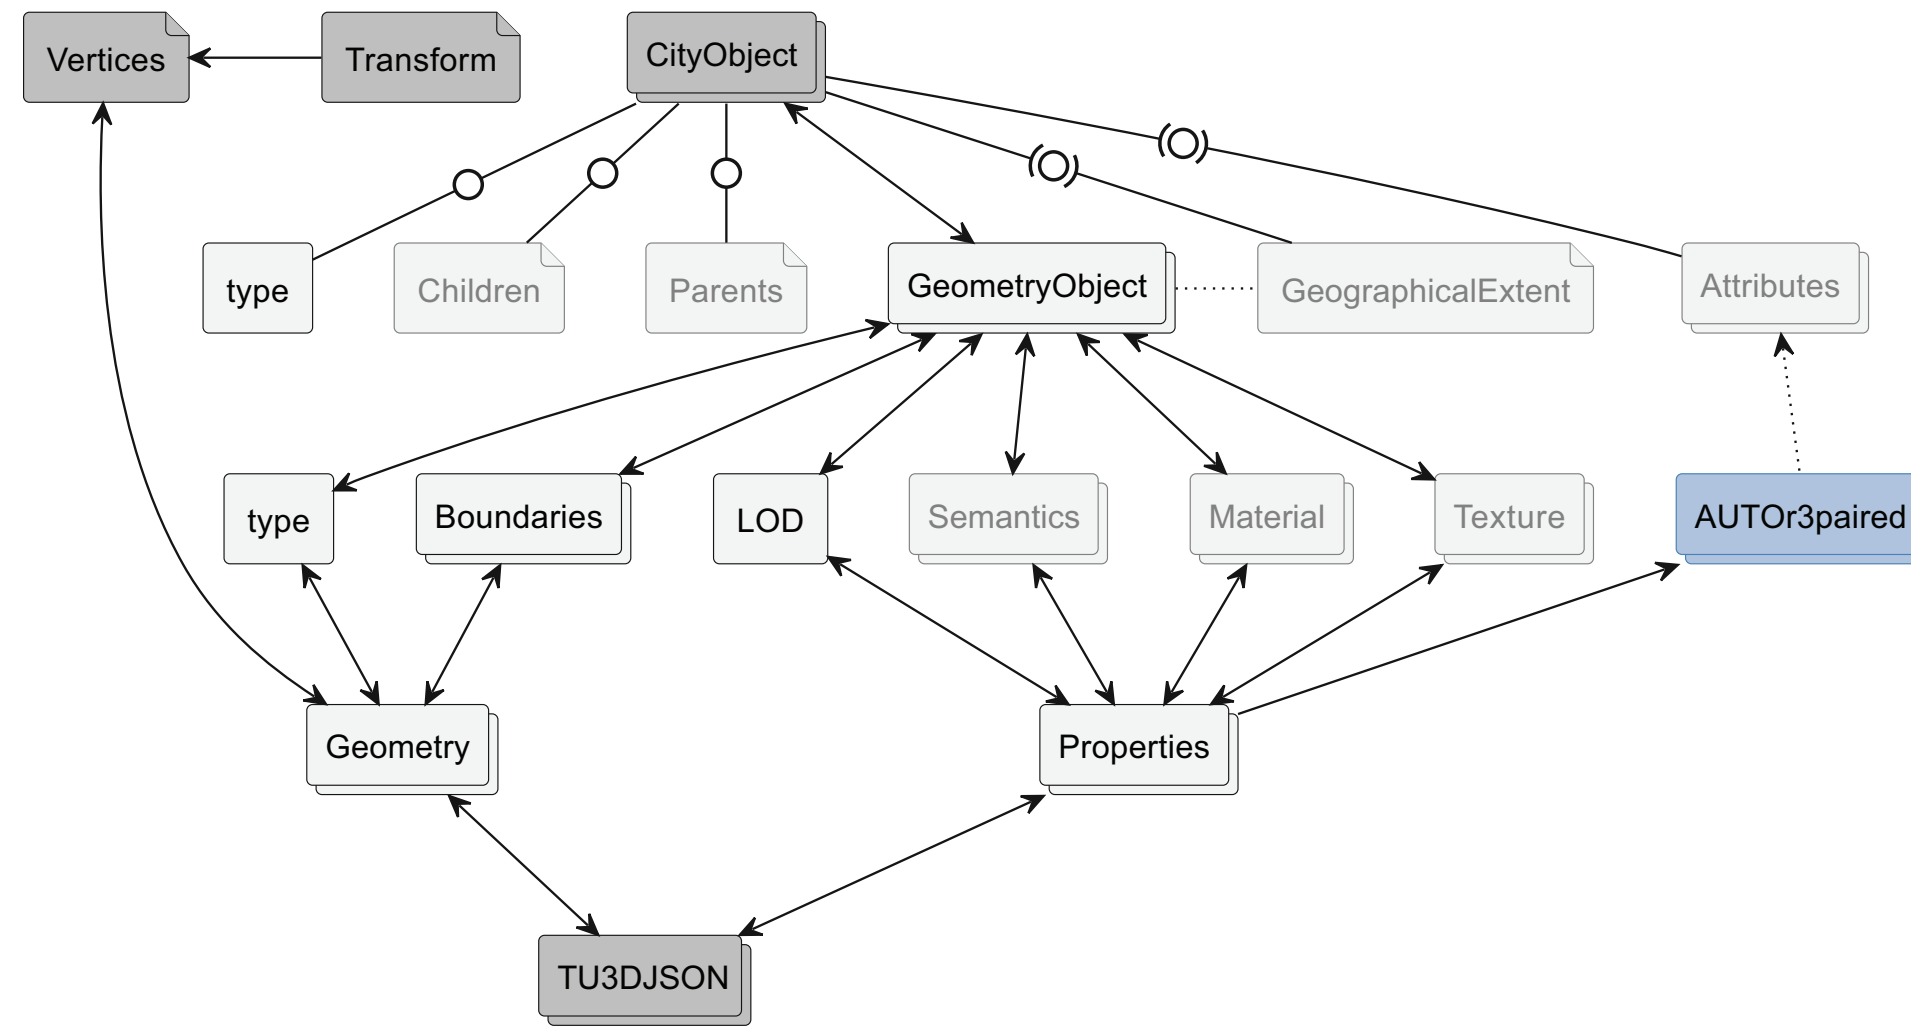 Vertices
Transform
CityObject
type
Children
Parents
GeometryObject
GeographicalExtent
Attributes
type
Boundaries
LOD
Semantics
Material
Texture
AUTOr3paired
Geometry
Properties
TU3DJSON